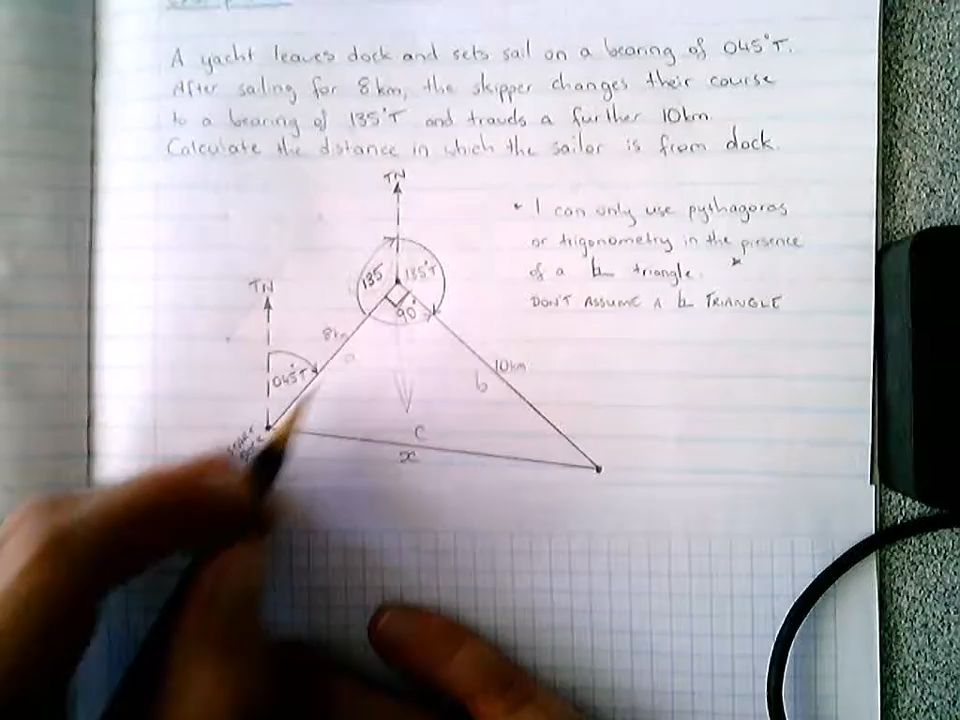 A yacht leaves dock and sets sail on a bearing of 045°T.
After sailing for 8km, the skipper changes their course
to a bearing of 135°T and travels a further 10km.
Calculate the distance in which the sailor is from dock.
TN
* I can only use pythagoras
or trigonometry in the presence
of a triangle. *
DON'T ASSUME A TRIANGLE
135
135°T
90°
TN
8km
a
045°T
10km
b
c
x